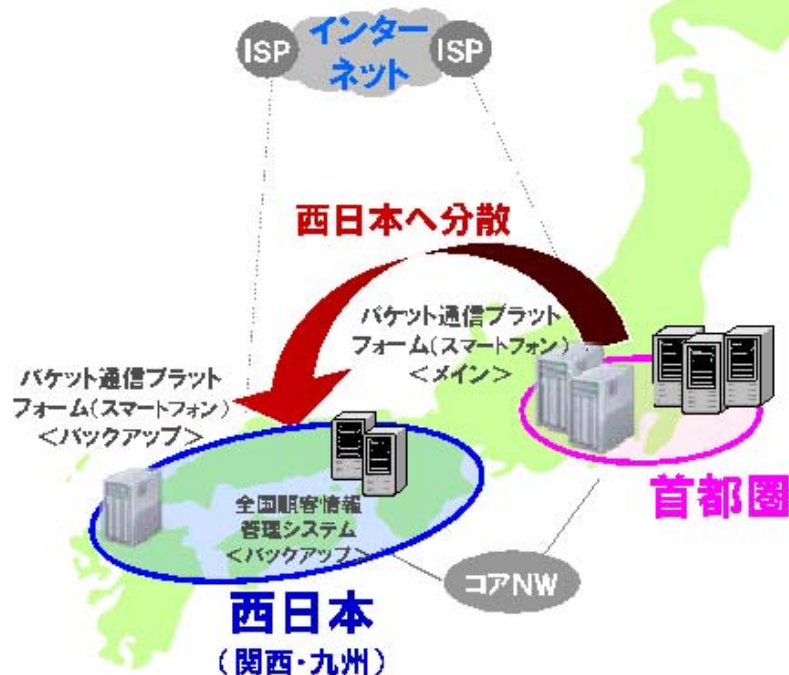 ISP
インター
ネット
ISP
西日本へ分散
パケット通信プラット
フォーム(スマートフォン)
<メイン>
パケット通信プラット
フォーム(スマートフォン)
<バックアップ>
首都圏
全国顧客情報
管理システム
<バックアップ>
コアNW
西日本
(関西・九州)